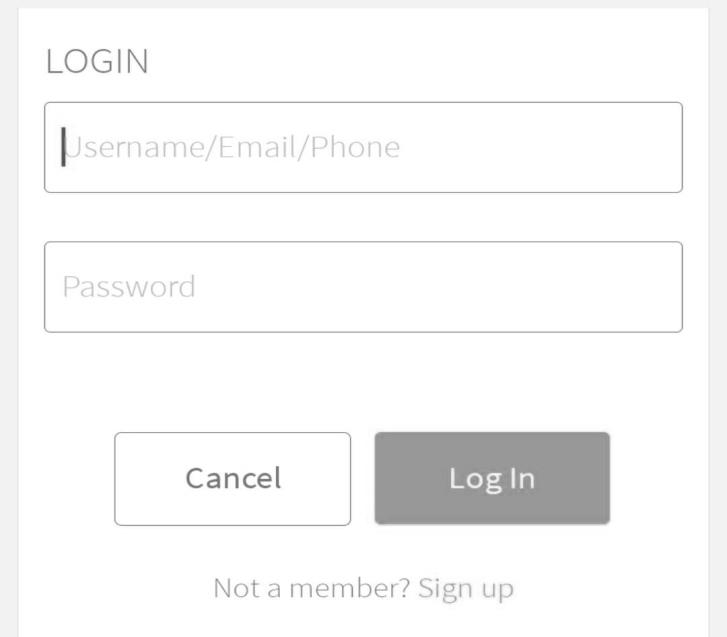 LOGIN
Username/Email/Phone
Password
Cancel Log In
Not a member? Sign up